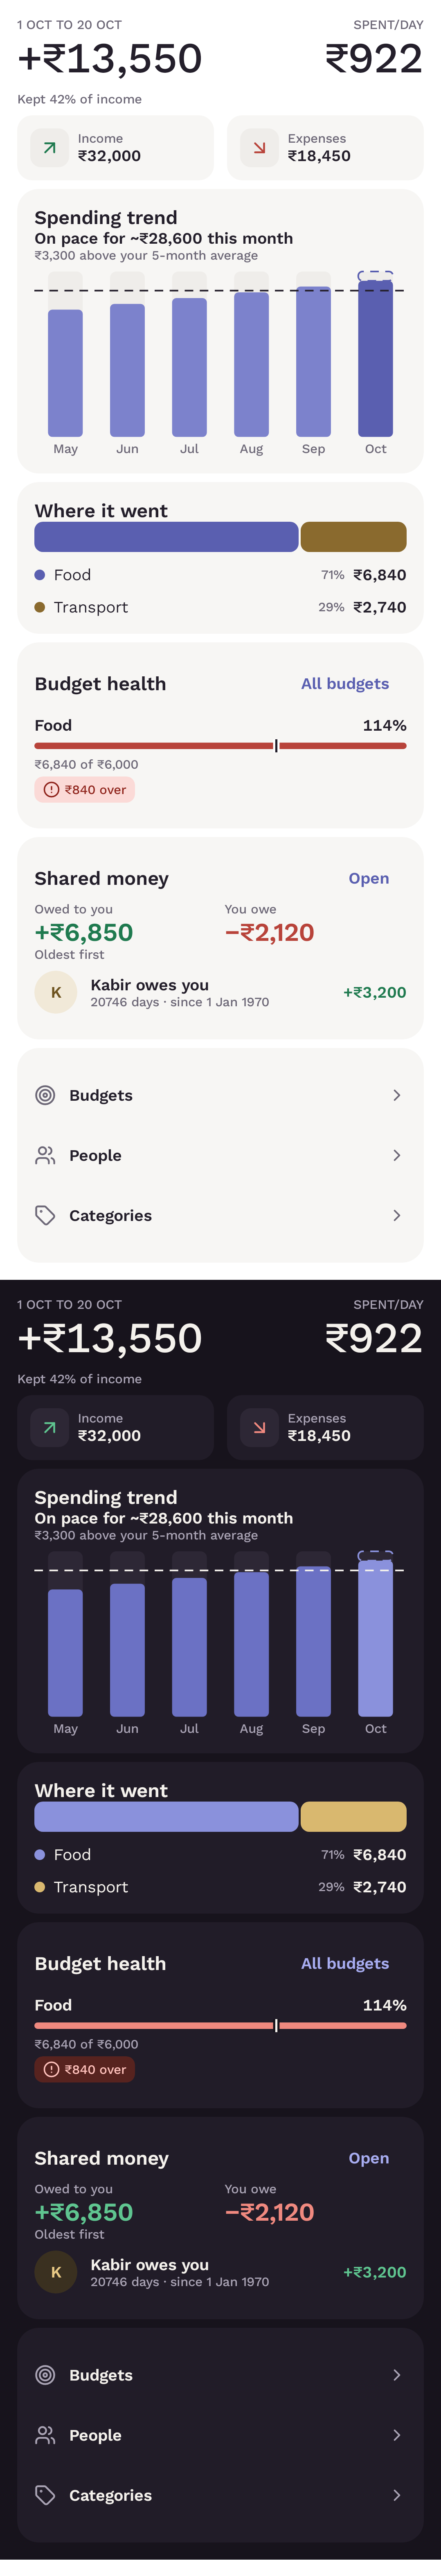 1 OCT TO 20 OCT
SPENT/DAY
+₹13,550
₹922
Kept 42% of income
Income
₹32,000
Expenses
₹18,450
Spending trend
On pace for ~₹28,600 this month
₹3,300 above your 5-month average
May Jun Jul Aug Sep Oct
Where it went
Food 71% ₹6,840
Transport 29% ₹2,740
Budget health All budgets
Food 114%
₹6,840 of ₹6,000
₹840 over
Shared money Open
Owed to you You owe
+₹6,850 −₹2,120
Oldest first
K
Kabir owes you
20746 days · since 1 Jan 1970
+₹3,200
Budgets
People
Categories
1 OCT TO 20 OCT
SPENT/DAY
+₹13,550
₹922
Kept 42% of income
Income
₹32,000
Expenses
₹18,450
Spending trend
On pace for ~₹28,600 this month
₹3,300 above your 5-month average
May Jun Jul Aug Sep Oct
Where it went
Food 71% ₹6,840
Transport 29% ₹2,740
Budget health All budgets
Food 114%
₹6,840 of ₹6,000
₹840 over
Shared money Open
Owed to you You owe
+₹6,850 −₹2,120
Oldest first
K
Kabir owes you
20746 days · since 1 Jan 1970
+₹3,200
Budgets
People
Categories